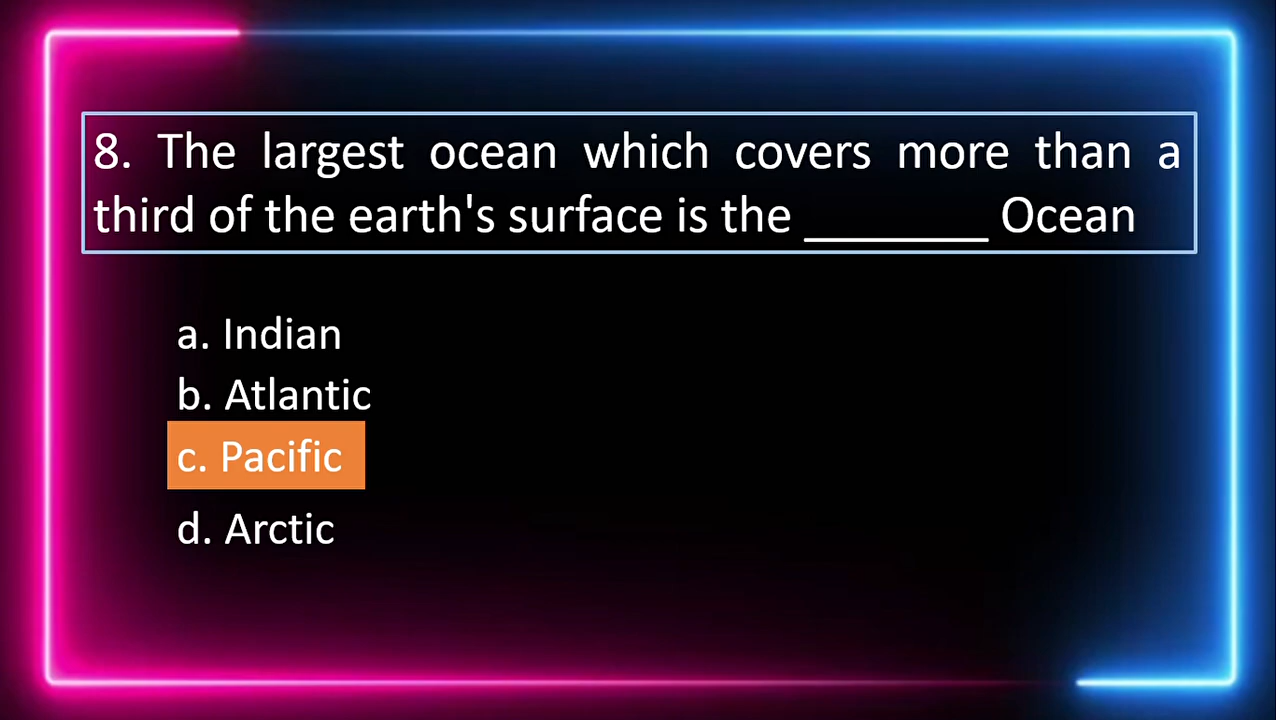 8. The largest ocean which covers more than a
third of the earth's surface is the ________ Ocean
a. Indian
b. Atlantic
c. Pacific
d. Arctic